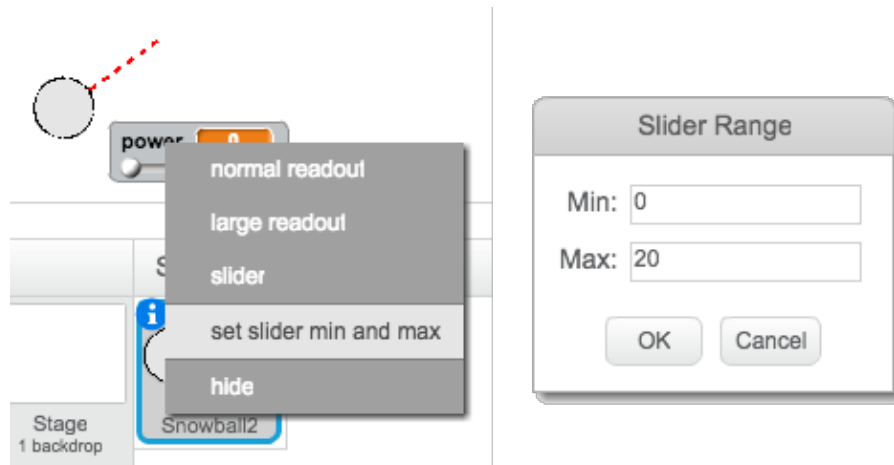 power 0
normal readout
large readout
slider
S
set slider min and max
hide
Stage
1 backdrop
Snowball2
Slider Range
Min: 0
Max: 20
OK Cancel